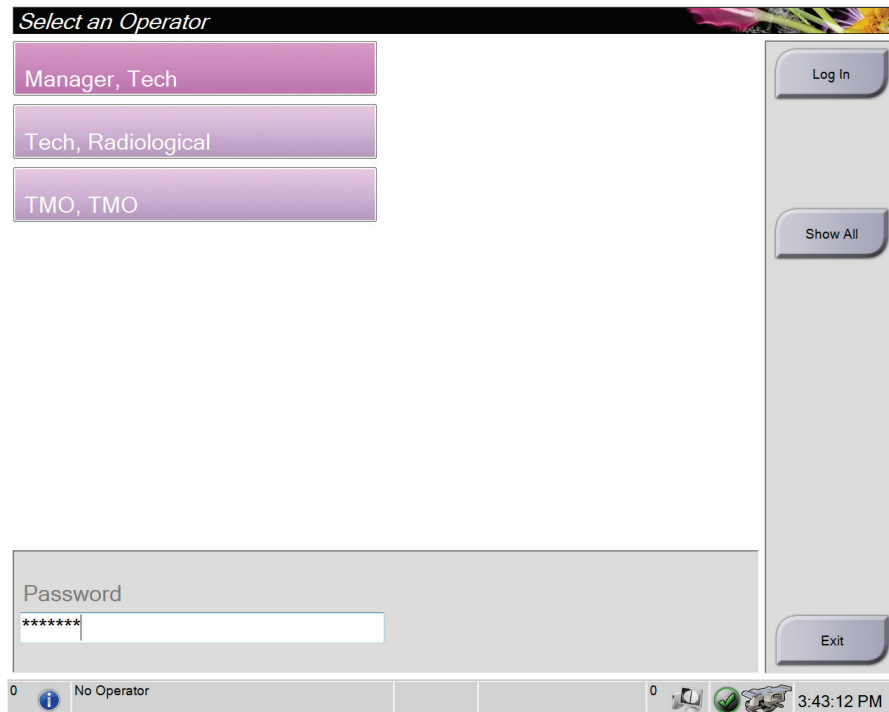 Select an Operator
Manager, Tech
Log In
Tech, Radiological
TMO, TMO
Show All
Password
*******
Exit
0
No Operator
0
3:43:12 PM